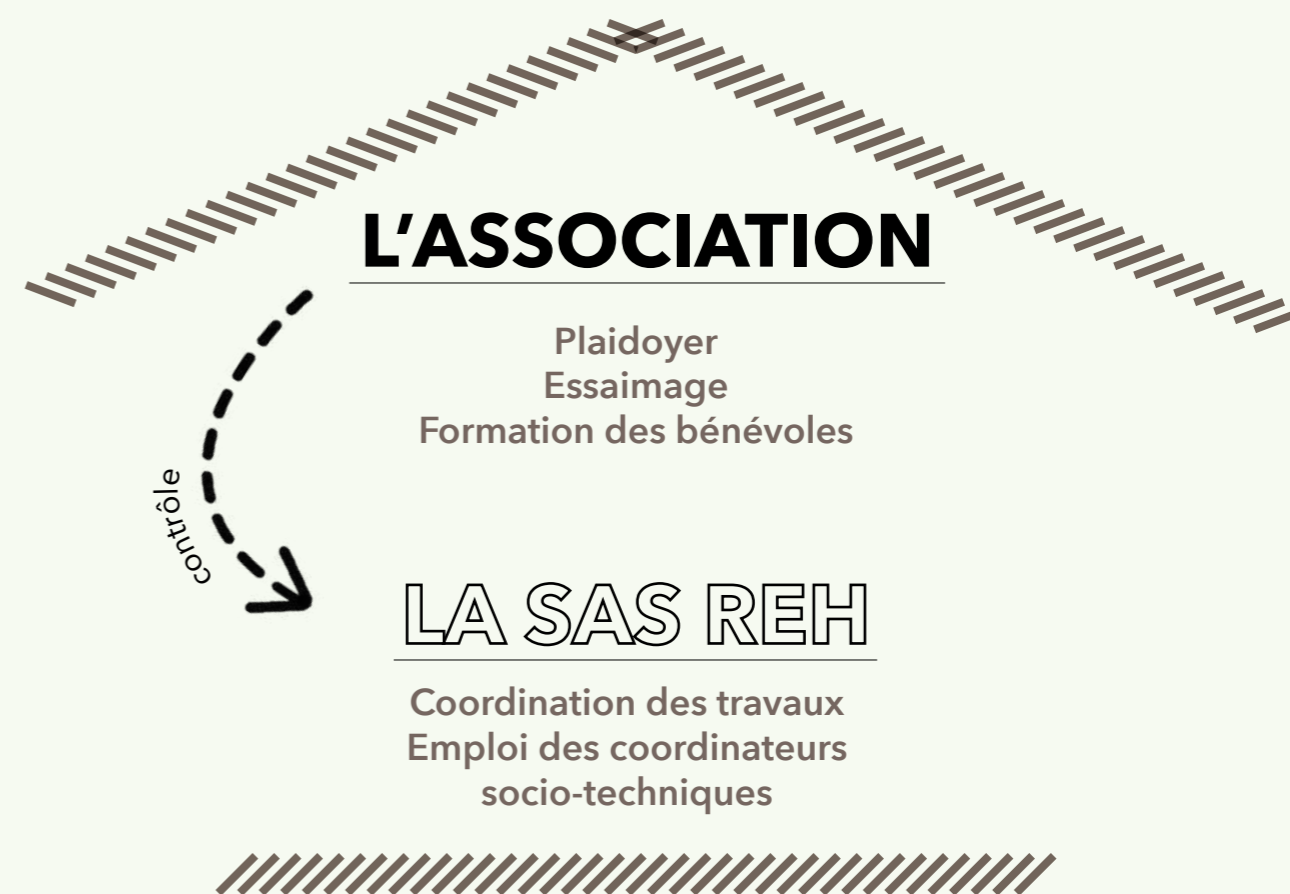 L'ASSOCIATION
Plaidoyer
Essaimage
Formation des bénévoles
contrôle
LA SAS REH
Coordination des travaux
Emploi des coordinateurs
socio-techniques